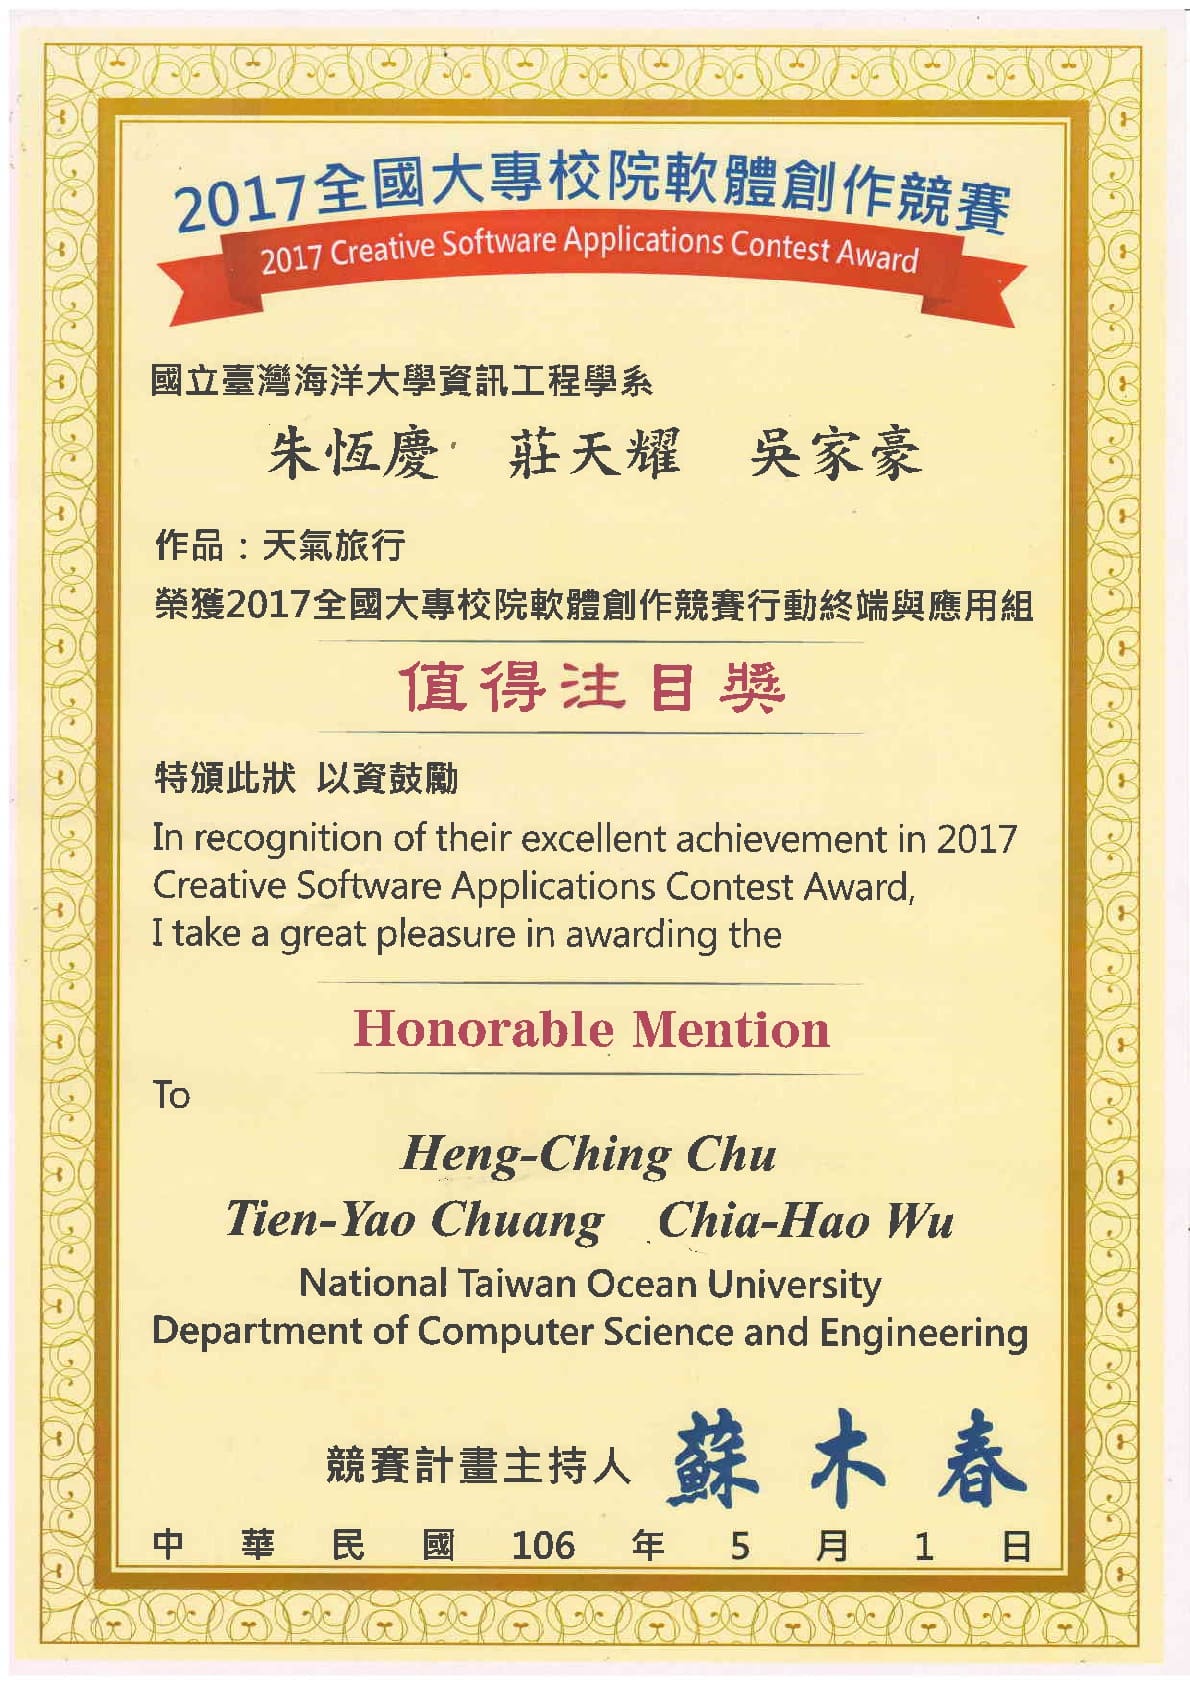 2017全國大專校院軟體創作競賽
2017 Creative Software Applications Contest Award
國立臺灣海洋大學資訊工程學系
朱恆慶 莊天耀 吳家豪
作品：天氣旅行
榮獲2017全國大專校院軟體創作競賽行動終端與應用組
值得注目獎
特頒此狀 以資鼓勵
In recognition of their excellent achievement in 2017
Creative Software Applications Contest Award,
I take a great pleasure in awarding the
Honorable Mention
To
Heng-Ching Chu
Tien-Yao Chuang Chia-Hao Wu
National Taiwan Ocean University
Department of Computer Science and Engineering
競賽計畫主持人 蘇木春
中華民國106年5月1日